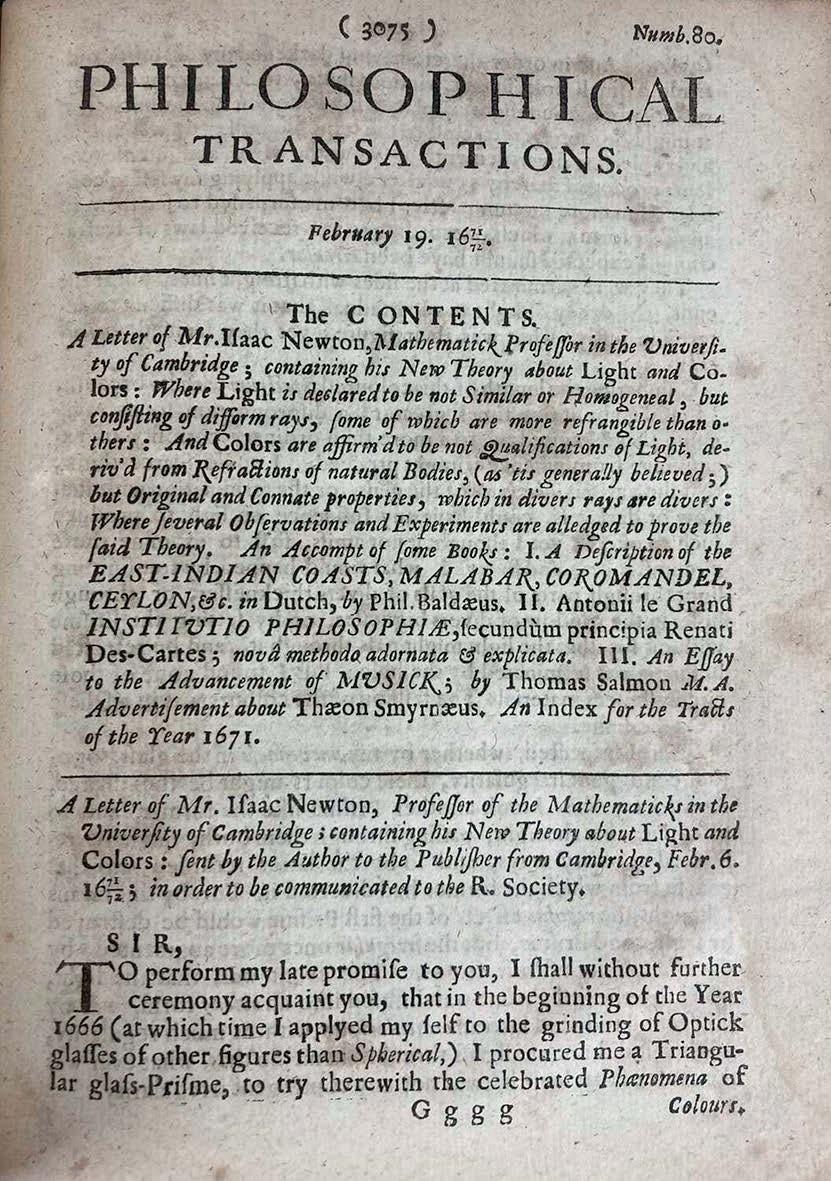 ( 3075 ) Numb.80.
PHILOSOPHICAL
TRANSACTIONS.
February 19. 16 71/72.
The CONTENTS.
A Letter of Mr. Iſaac Newton, Mathematick Profeſſor in the Univerſi-
ty of Cambridge ; containing his New Theory about Light and Co-
lors : Where Light is declared to be not Similar or Homogeneal, but
conſiſting of difform rays, ſome of which are more refrangible than o-
thers : And Colors are affirm'd to be not Qualifications of Light, de-
riv'd from Refractions of natural Bodies, (as 'tis generally believed ;)
but Original and Connate properties, which in divers rays are divers :
Where ſeveral Obſervations and Experiments are alledged to prove the
ſaid Theory. An Accompt of ſome Books : I. A Deſcription of the
EAST-INDIAN COASTS, MALABAR, COROMANDEL,
CEYLON, &c. in Dutch, by Phil. Baldæus. II. Antonii le Grand
INSTITVTIO PHILOSOPHIÆ, ſecundùm principia Renati
Des-Cartes ; novâ methodo adornata & explicata. III. An Eſſay
to the Advancement of MVSICK ; by Thomas Salmon M. A.
Advertiſement about Thæon Smyrnæus. An Index for the Tracts
of the Year 1671.
A Letter of Mr. Iſaac Newton, Profeſſor of the Mathematicks in the
Univerſity of Cambridge ; containing his New Theory about Light and
Colors : ſent by the Author to the Publiſher from Cambridge, Febr. 6.
16 71/72 ; in order to be communicated to the R. Society.
SIR,
TO perform my late promiſe to you, I ſhall without further
ceremony acquaint you, that in the beginning of the Year
1666 (at which time I applyed my ſelf to the grinding of Optick
glaſſes of other figures than Spherical,) I procured me a Triangu-
lar glaſs-Priſme, to try therewith the celebrated Phænomena of
G g g g Colours.